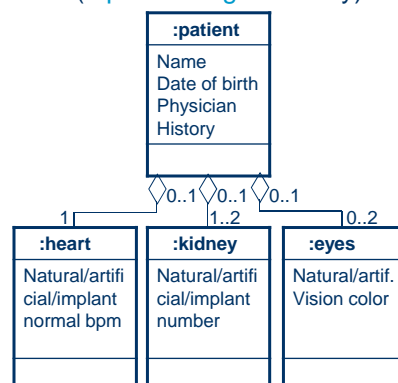 :patient
Name
Date of birth
Physician
History
0..1
0..1
0..1
1
1..2
0..2
:heart
Natural/artifi
cial/implant
normal bpm
:kidney
Natural/artifi
cial/implant
number
:eyes
Natural/artif.
Vision color